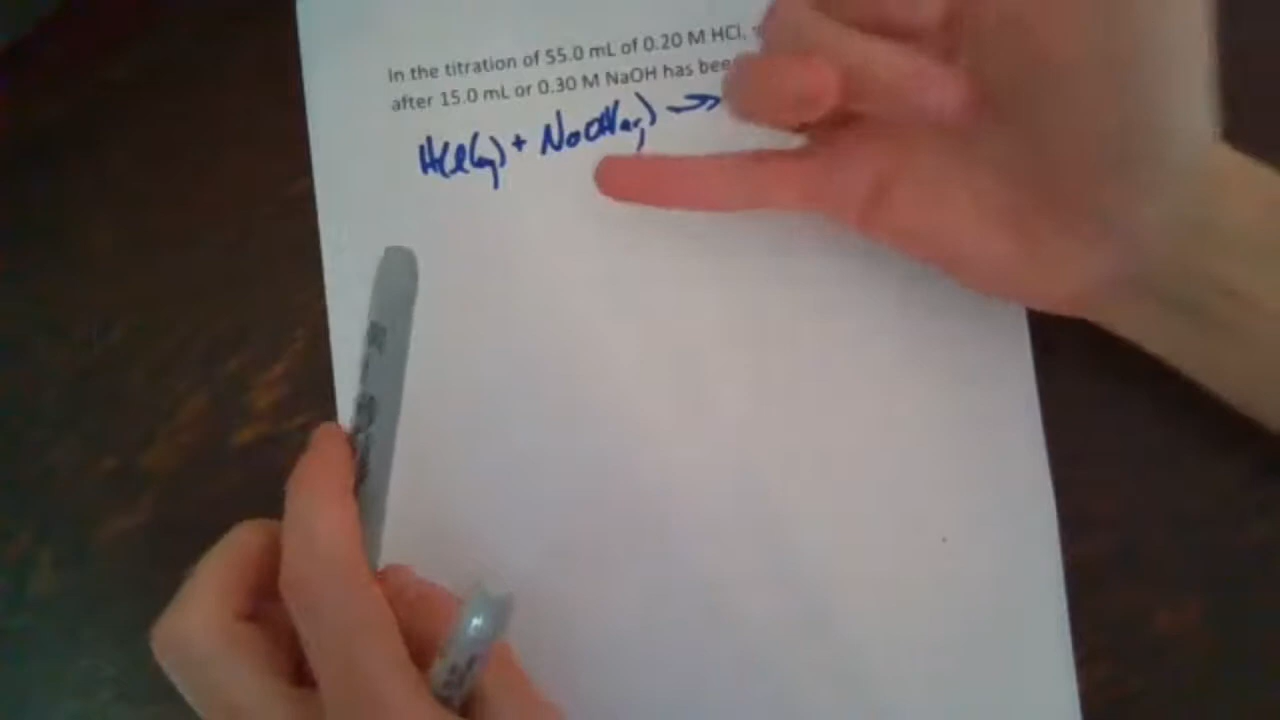 In the titration of 55.0 mL of 0.20 M HCl,
after 15.0 mL or 0.30 M NaOH has bee
HCl(aq) + NaOH(aq) →